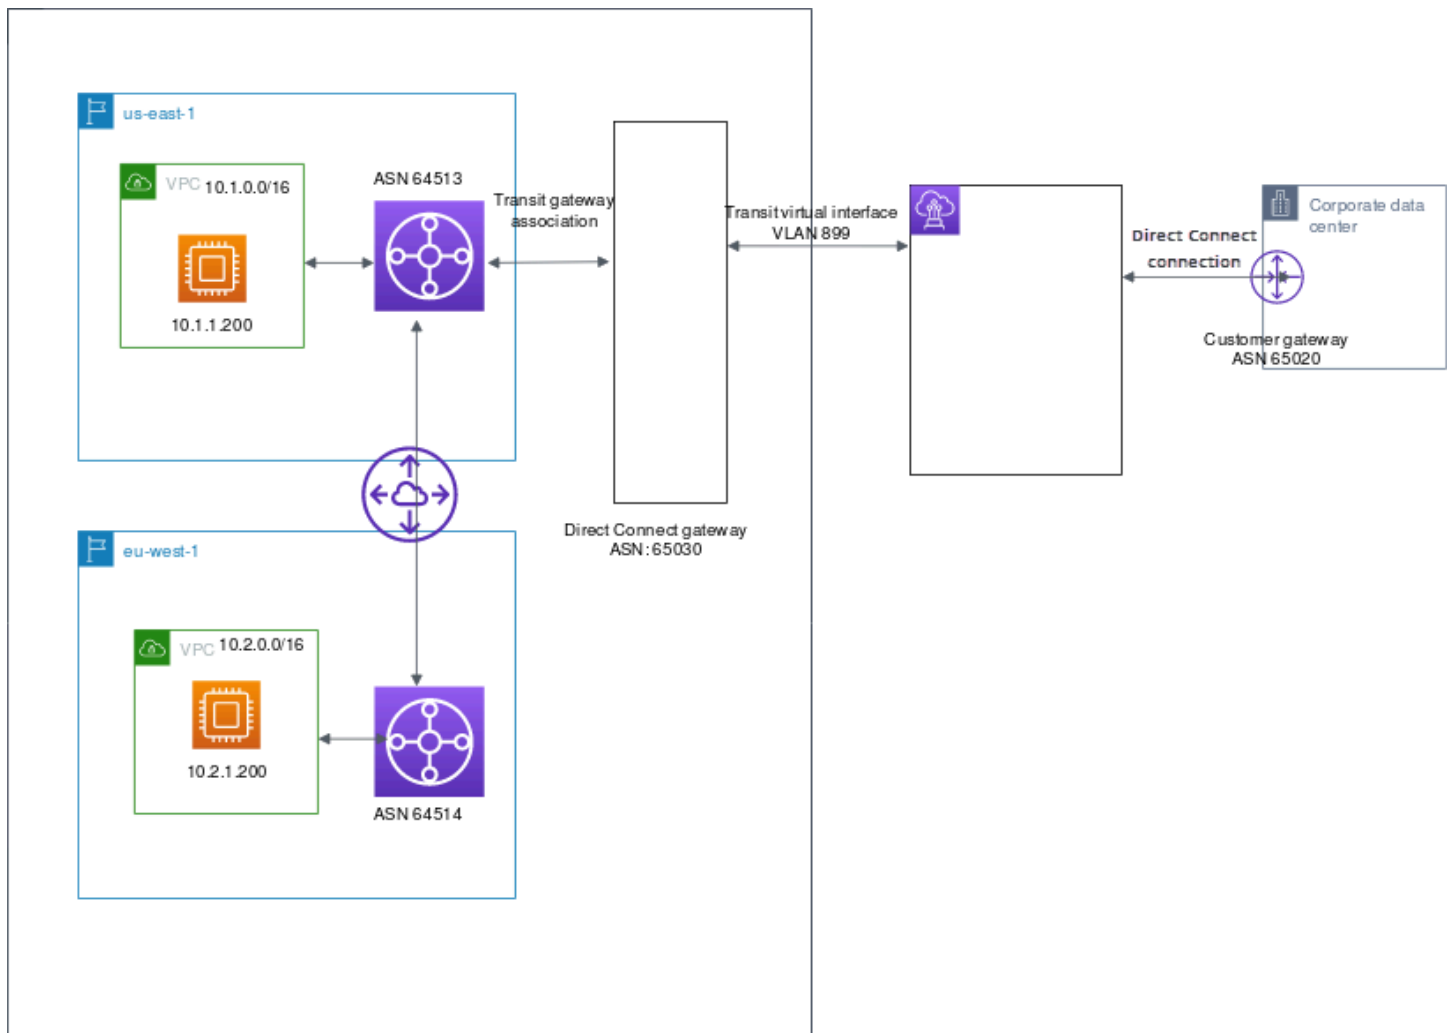 us-east-1
VPC 10.1.0.0/16
10.1.1.200
ASN 64513
Transit gateway
association
Transit virtual interface
VLAN 899
Direct Connect
connection
Corporate data
center
Customer gateway
ASN 65020
Direct Connect gateway
ASN: 65030
eu-west-1
VPC 10.2.0.0/16
10.2.1.200
ASN 64514